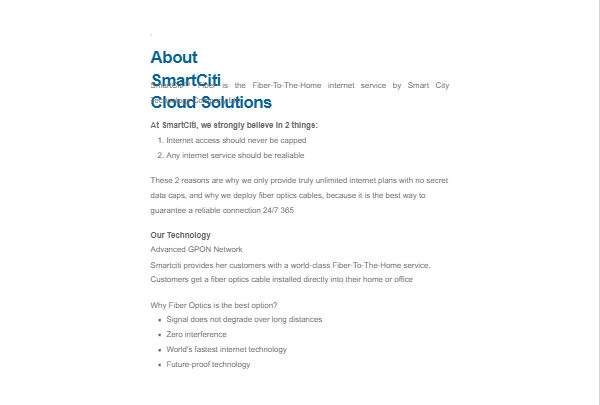 About
SmartCiti
Fiber is the Fiber-To-The-Home internet service by Smart City
Cloud Solutions
At SmartCiti, we strongly believe in 2 things:
1. Internet access should never be capped
2. Any internet service should be realiable
These 2 reasons are why we only provide truly unlimited internet plans with no secret
data caps, and why we deploy fiber optics cables, because it is the best way to
guarantee a reliable connection 24/7 365
Our Technology
Advanced GPON Network
Smartciti provides her customers with a world-class Fiber-To-The-Home service.
Customers get a fiber optics cable installed directly into their home or office
Why Fiber Optics is the best option?
• Signal does not degrade over long distances
• Zero interference
• World's fastest internet technology
• Future-proof technology